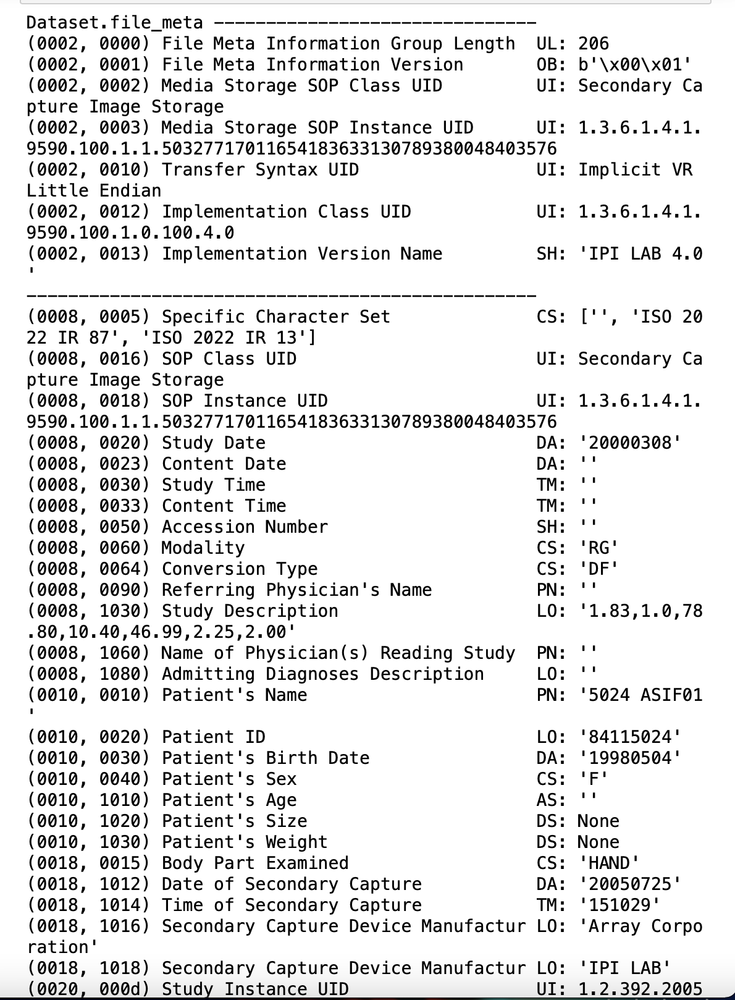 Dataset.file_meta -------------------------------
(0002, 0000) File Meta Information Group Length  UL: 206
(0002, 0001) File Meta Information Version       OB: b'\x00\x01'
(0002, 0002) Media Storage SOP Class UID         UI: Secondary Ca
pture Image Storage
(0002, 0003) Media Storage SOP Instance UID      UI: 1.3.6.1.4.1.
9590.100.1.1.50327717011654183633130789380048403576
(0002, 0010) Transfer Syntax UID                 UI: Implicit VR
Little Endian
(0002, 0012) Implementation Class UID            UI: 1.3.6.1.4.1.
9590.100.1.0.100.4.0
(0002, 0013) Implementation Version Name         SH: 'IPI LAB 4.0
'
-------------------------------------------------
(0008, 0005) Specific Character Set              CS: ['', 'ISO 20
22 IR 87', 'ISO 2022 IR 13']
(0008, 0016) SOP Class UID                       UI: Secondary Ca
pture Image Storage
(0008, 0018) SOP Instance UID                    UI: 1.3.6.1.4.1.
9590.100.1.1.50327717011654183633130789380048403576
(0008, 0020) Study Date                          DA: '20000308'
(0008, 0023) Content Date                        DA: ''
(0008, 0030) Study Time                          TM: ''
(0008, 0033) Content Time                        TM: ''
(0008, 0050) Accession Number                    SH: ''
(0008, 0060) Modality                            CS: 'RG'
(0008, 0064) Conversion Type                     CS: 'DF'
(0008, 0090) Referring Physician's Name          PN: ''
(0008, 1030) Study Description                   LO: '1.83,1.0,78
.80,10.40,46.99,2.25,2.00'
(0008, 1060) Name of Physician(s) Reading Study  PN: ''
(0008, 1080) Admitting Diagnoses Description     LO: ''
(0010, 0010) Patient's Name                      PN: '5024 ASIF01
'
(0010, 0020) Patient ID                          LO: '84115024'
(0010, 0030) Patient's Birth Date                DA: '19980504'
(0010, 0040) Patient's Sex                       CS: 'F'
(0010, 1010) Patient's Age                       AS: ''
(0010, 1020) Patient's Size                      DS: None
(0010, 1030) Patient's Weight                    DS: None
(0018, 0015) Body Part Examined                  CS: 'HAND'
(0018, 1012) Date of Secondary Capture           DA: '20050725'
(0018, 1014) Time of Secondary Capture           TM: '151029'
(0018, 1016) Secondary Capture Device Manufactur LO: 'Array Corpo
ration'
(0018, 1018) Secondary Capture Device Manufactur LO: 'IPI LAB'
(0020, 000d) Study Instance UID                  UI: 1.2.392.2005